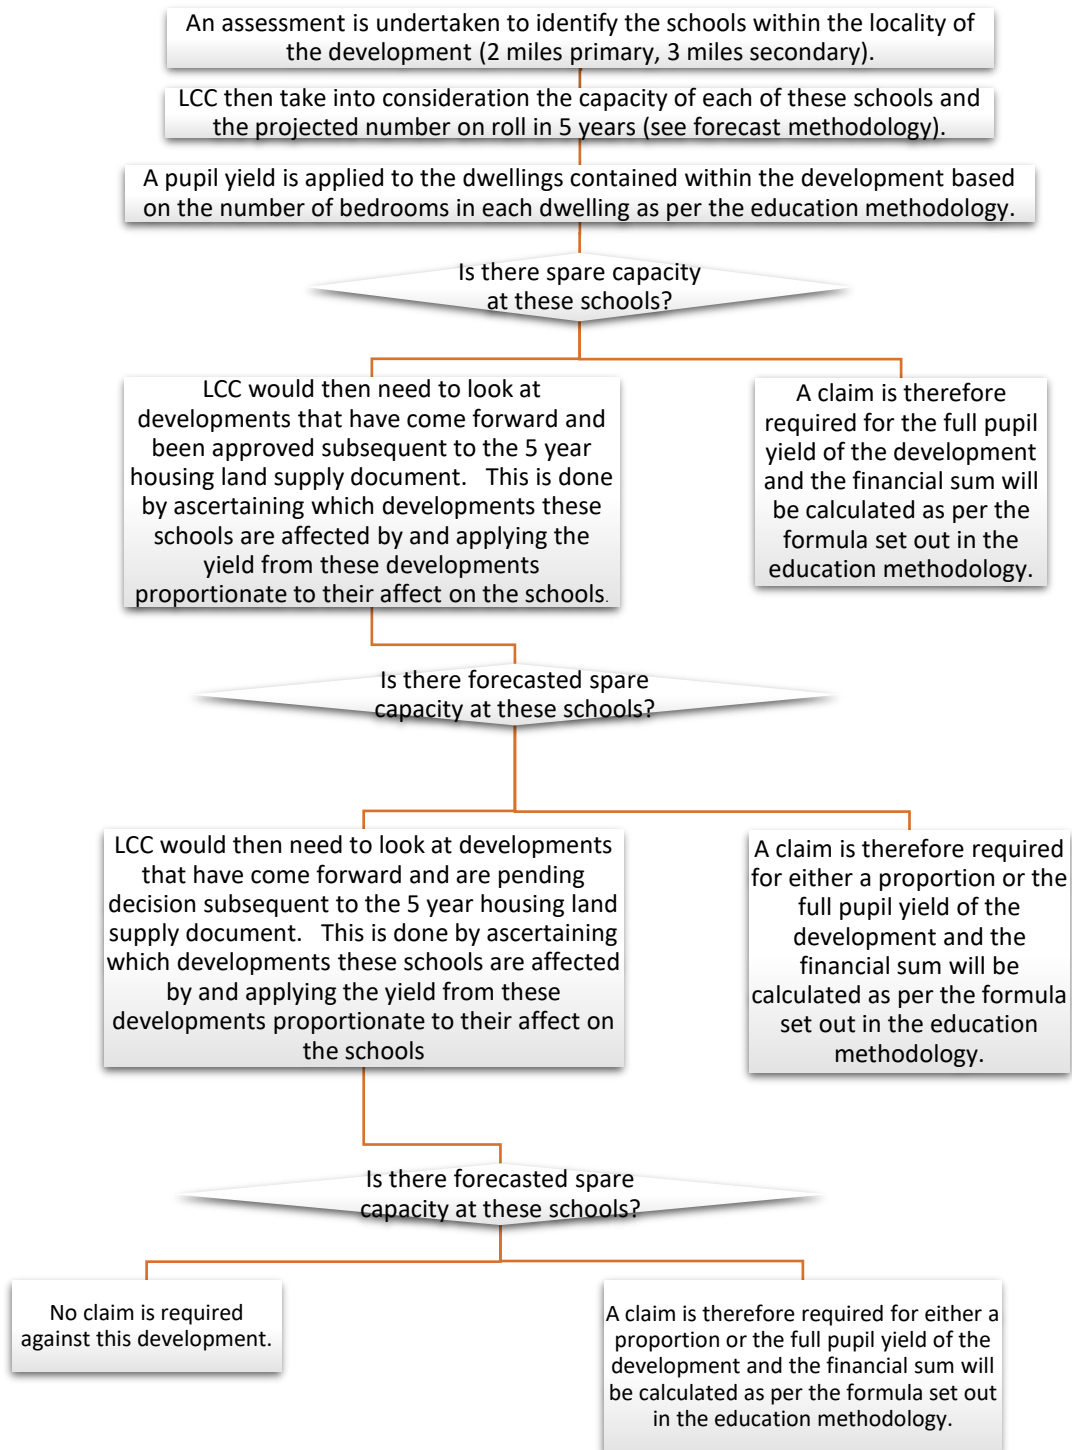 An assessment is undertaken to identify the schools within the locality of
the development (2 miles primary, 3 miles secondary).
LCC then take into consideration the capacity of each of these schools and
the projected number on roll in 5 years (see forecast methodology).
A pupil yield is applied to the dwellings contained within the development based
on the number of bedrooms in each dwelling as per the education methodology.
Is there spare capacity
at these schools?
LCC would then need to look at
developments that have come forward and
been approved subsequent to the 5 year
housing land supply document. This is done
by ascertaining which developments these
schools are affected by and applying the
yield from these developments
proportionate to their affect on the schools.
A claim is therefore
required for the full pupil
yield of the development
and the financial sum will
be calculated as per the
formula set out in the
education methodology.
Is there forecasted spare
capacity at these schools?
LCC would then need to look at developments
that have come forward and are pending
decision subsequent to the 5 year housing land
supply document. This is done by ascertaining
which developments these schools are affected
by and applying the yield from these
developments proportionate to their affect on
the schools
A claim is therefore required
for either a proportion or the
full pupil yield of the
development and the
financial sum will be
calculated as per the formula
set out in the education
methodology.
Is there forecasted spare
capacity at these schools?
No claim is required
against this development.
A claim is therefore required for either a
proportion or the full pupil yield of the
development and the financial sum will
be calculated as per the formula set out
in the education methodology.